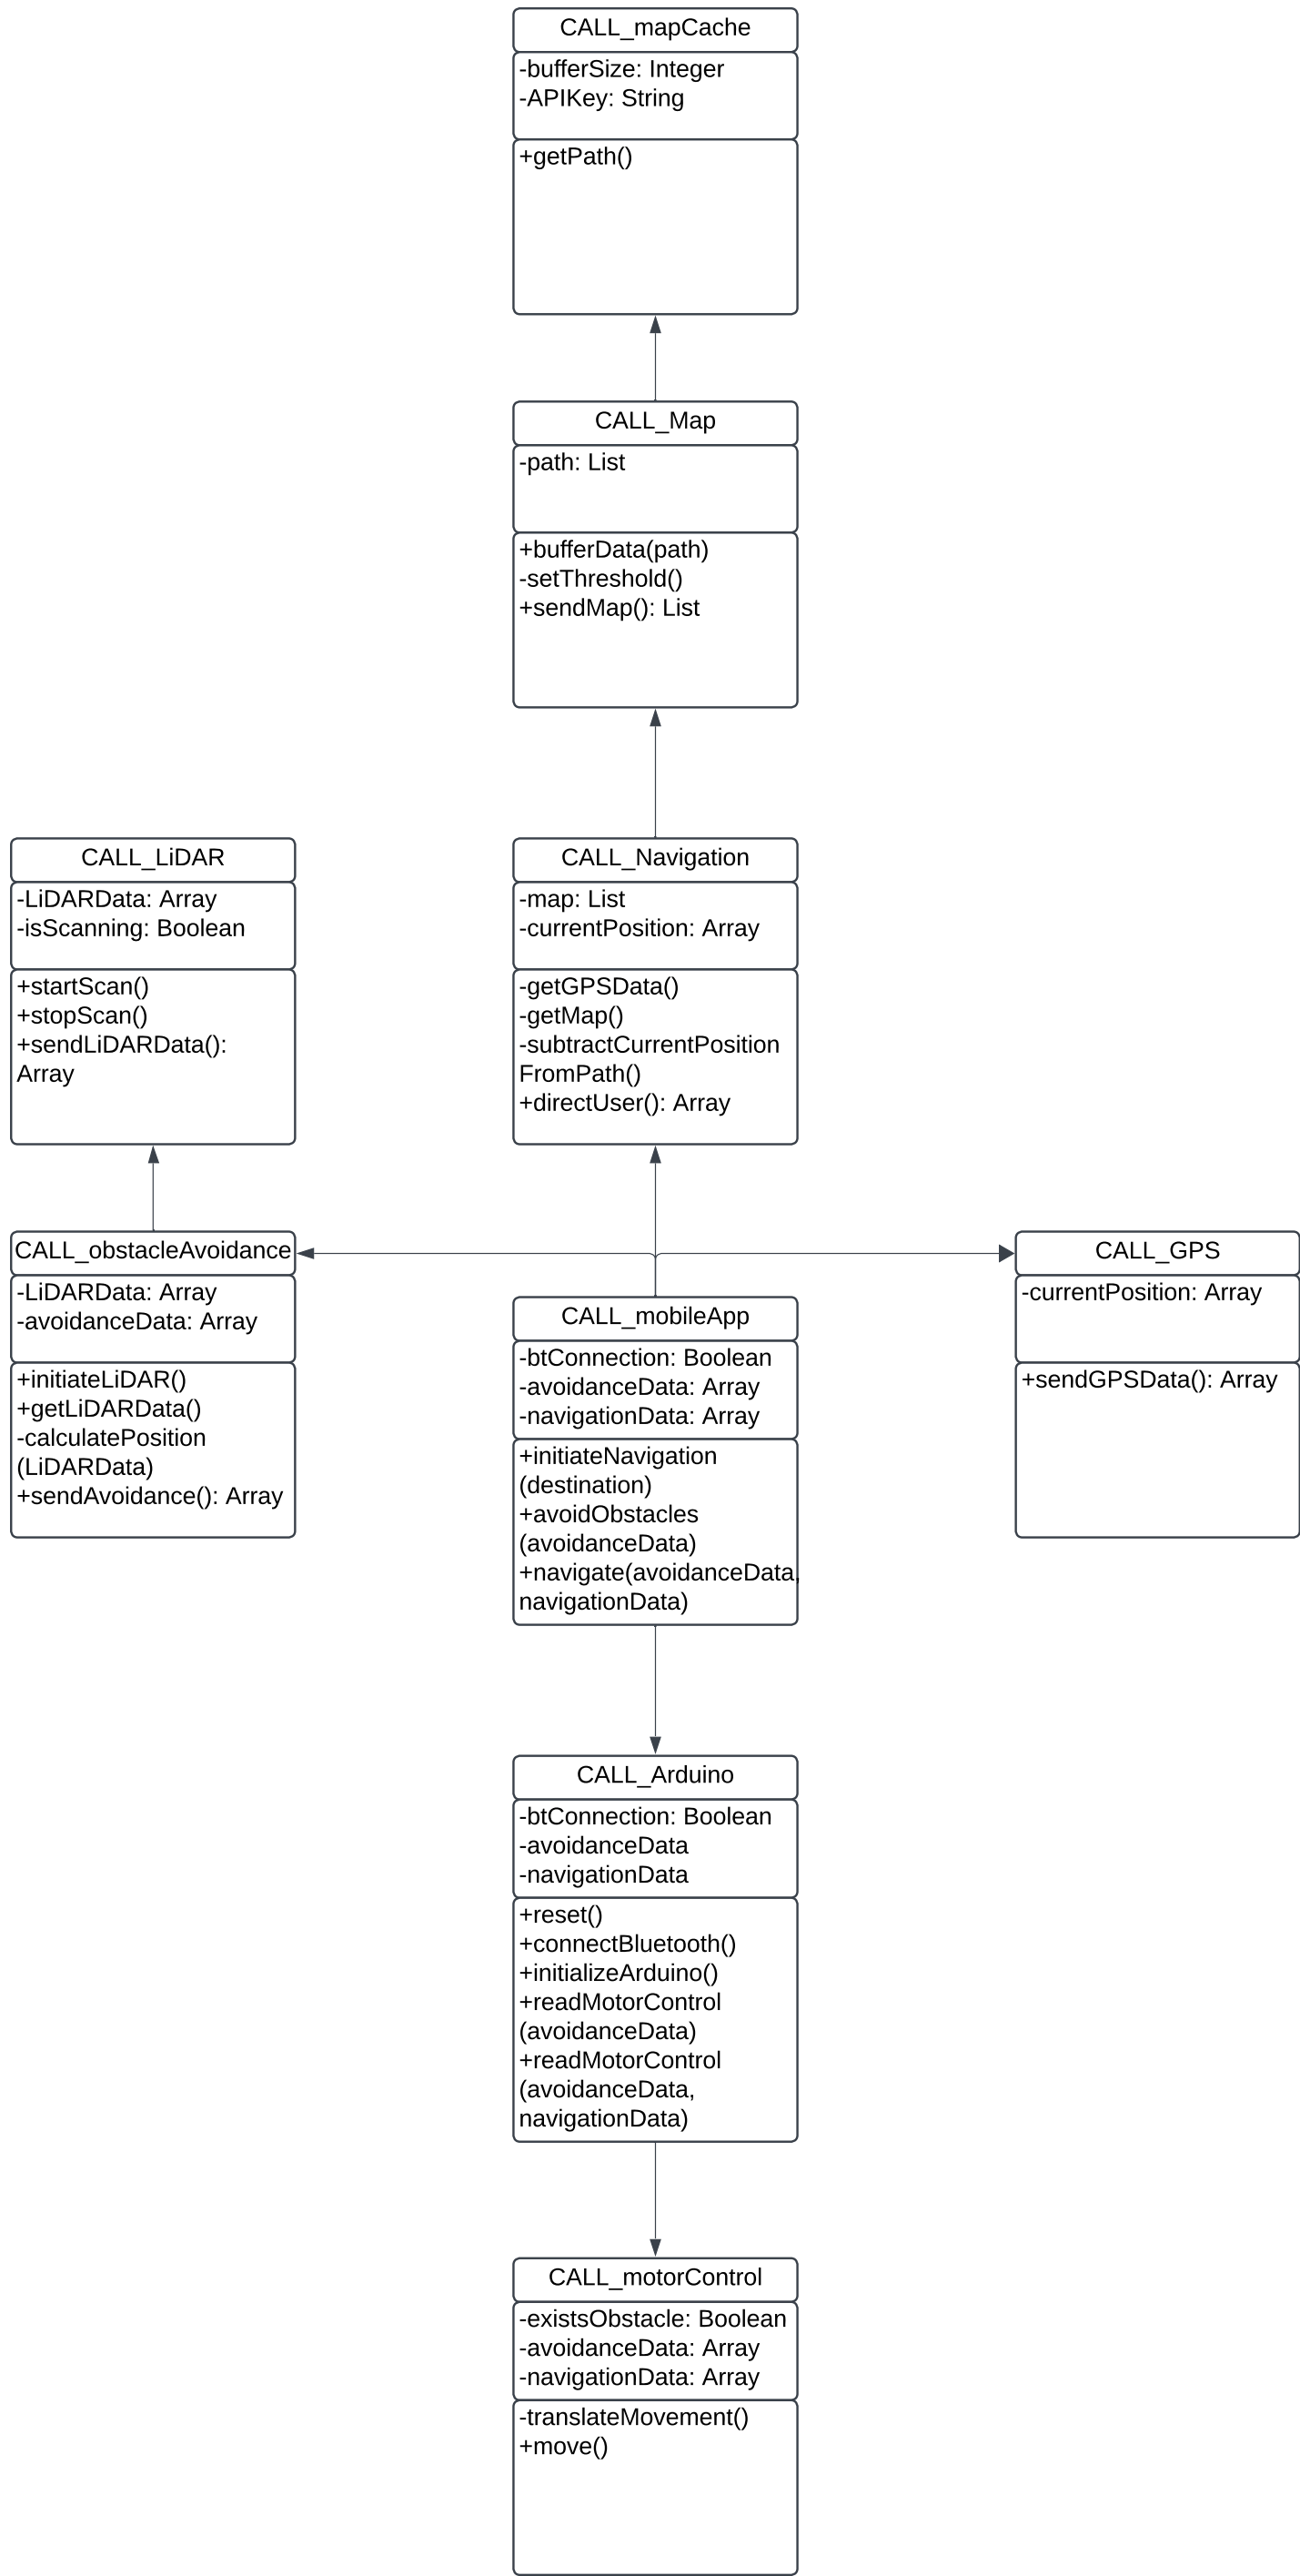 CALL_mapCache
-bufferSize: Integer
-APIKey: String
+getPath()
CALL_Map
-path: List
+bufferData(path)
-setThreshold()
+sendMap(): List
CALL_LiDAR
-LiDARData: Array
-isScanning: Boolean
+startScan()
+stopScan()
+sendLiDARData():
Array
CALL_Navigation
-map: List
-currentPosition: Array
-getGPSData()
-getMap()
-subtractCurrentPosition
FromPath()
+directUser(): Array
CALL_obstacleAvoidance
-LiDARData: Array
-avoidanceData: Array
+initiateLiDAR()
+getLiDARData()
-calculatePosition
(LiDARData)
+sendAvoidance(): Array
CALL_GPS
-currentPosition: Array
+sendGPSData(): Array
CALL_mobileApp
-btConnection: Boolean
-avoidanceData: Array
-navigationData: Array
+initiateNavigation
(destination)
+avoidObstacles
(avoidanceData)
+navigate(avoidanceData,
navigationData)
CALL_Arduino
-btConnection: Boolean
-avoidanceData
-navigationData
+reset()
+connectBluetooth()
+initializeArduino()
+readMotorControl
(avoidanceData)
+readMotorControl
(avoidanceData,
navigationData)
CALL_motorControl
-existsObstacle: Boolean
-avoidanceData: Array
-navigationData: Array
-translateMovement()
+move()